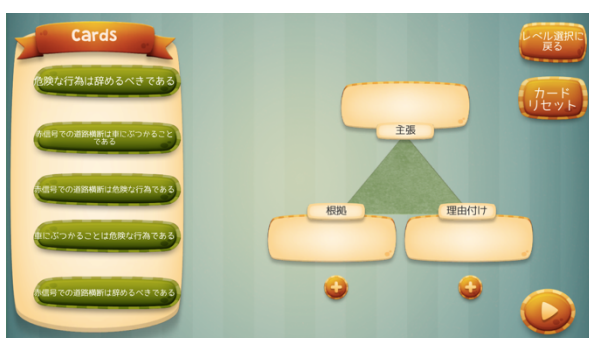 Cards
危険な行為は辞めるべきである
赤信号での道路横断は車にぶつかること
である
赤信号での道路横断は危険な行為である
車にぶつかることは危険な行為である
赤信号での道路横断は辞めるべきである
主張
根拠
理由付け
レベル選択に
戻る
カード
リセット